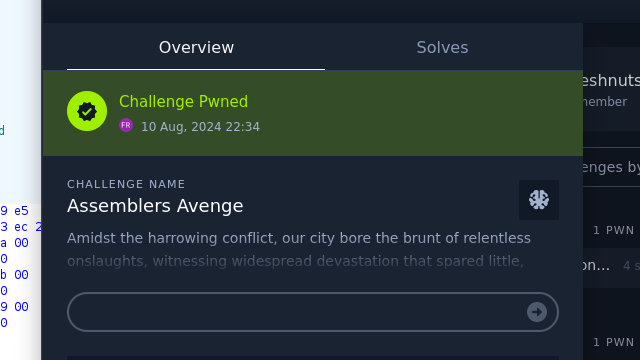 Overview
Solves
Challenge Pwned
FR
10 Aug, 2024 22:34
CHALLENGE NAME
Assemblers Avenge
Amidst the harrowing conflict, our city bore the brunt of relentless
onslaughts, witnessing widespread devastation that spared little,
d
9 e5
3 ec 2
a 00
0
b 00
0
9 00
0
eshnuts
member
enges by
1 PWN
on...
4 s
1 PWN